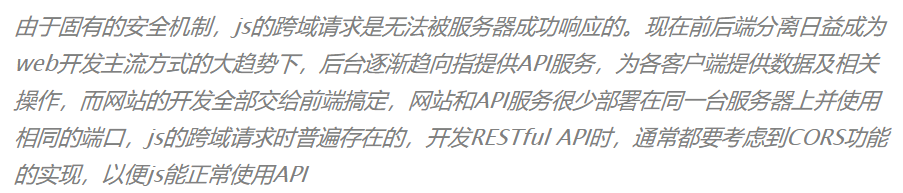 由于固有的安全机制，js的跨域请求是无法被服务器成功响应的。现在前后端分离日益成为
web开发主流方式的大趋势下，后台逐渐趋向指提供API服务，为各客户端提供数据及相关
操作，而网站的开发全部交给前端搞定，网站和API服务很少部署在同一台服务器上并使用
相同的端口，js的跨域请求时普遍存在的，开发RESTful API时，通常都要考虑到CORS功能
的实现，以便js能正常使用API